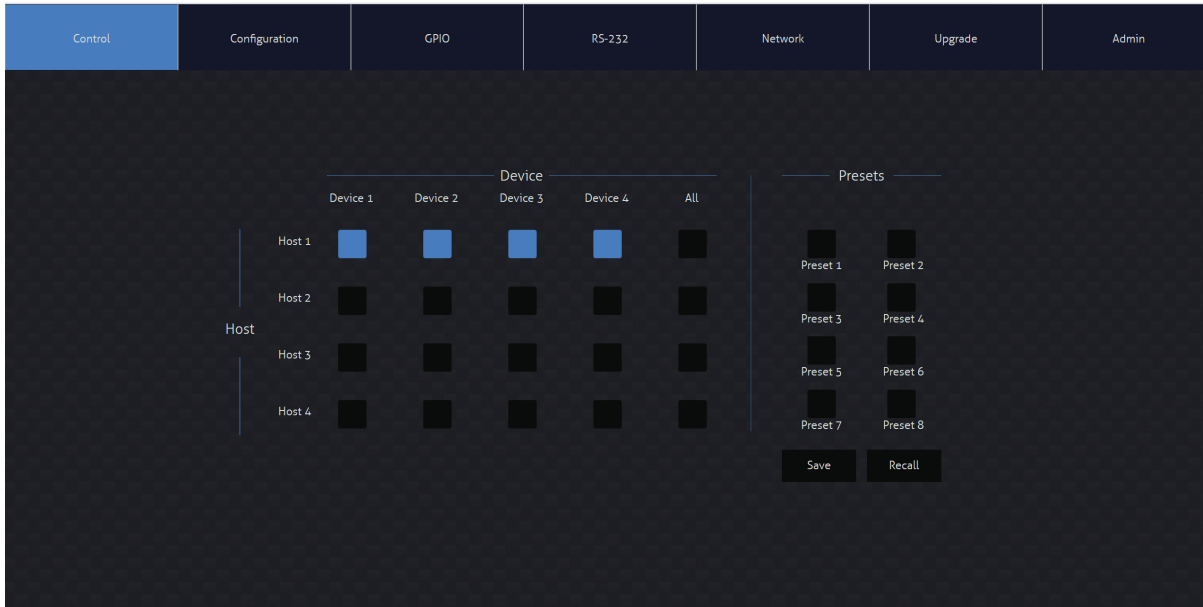 Control Configuration GPIO RS-232 Network Upgrade Admin
Device
Device 1 Device 2 Device 3 Device 4 All
Host
Host 1
Host 2
Host 3
Host 4
Presets
Preset 1 Preset 2
Preset 3 Preset 4
Preset 5 Preset 6
Preset 7 Preset 8
Save Recall